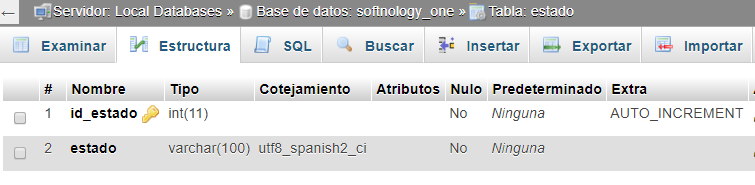 ← Servidor: Local Databases » Base de datos: softnology_one » Tabla: estado
Examinar Estructura SQL Buscar Insertar Exportar Importar
# Nombre Tipo Cotejamiento Atributos Nulo Predeterminado Extra
1 id_estado int(11) No Ninguna AUTO_INCREMENT
2 estado varchar(100) utf8_spanish2_ci No Ninguna